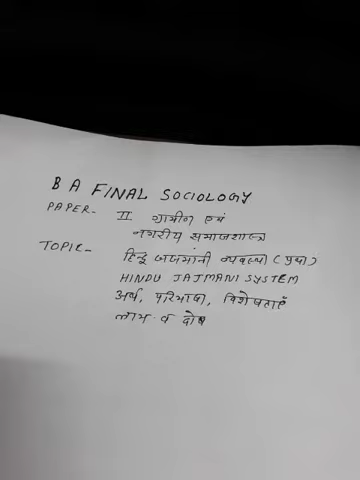 B A FINAL SOCIOLOGY
PAPER- II ग्रामीण एवं
नगरीय समाजशास्त्र
TOPIC- हिन्दू जजमानी व्यवस्था (प्रथा)
HINDU JAJMANI SYSTEM
अर्थ, परिभाषा, विशेषताएँ
लाभ व दोष